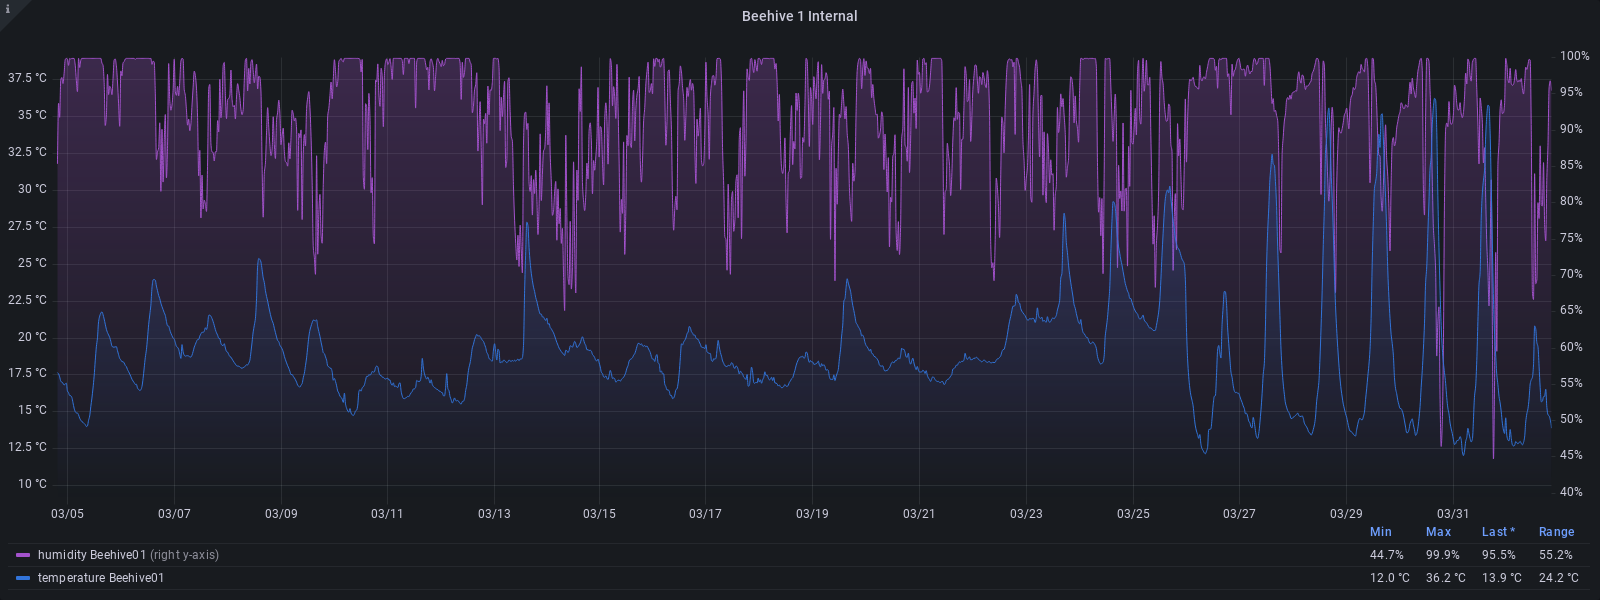 i
Beehive 1 Internal
37.5 °C
35 °C
32.5 °C
30 °C
27.5 °C
25 °C
22.5 °C
20 °C
17.5 °C
15 °C
12.5 °C
10 °C
100%
95%
90%
85%
80%
75%
70%
65%
60%
55%
50%
45%
40%
03/05 03/07 03/09 03/11 03/13 03/15 03/17 03/19 03/21 03/23 03/25 03/27 03/29 03/31
Min Max Last * Range
humidity Beehive01 (right y-axis) 44.7% 99.9% 95.5% 55.2%
temperature Beehive01 12.0 °C 36.2 °C 13.9 °C 24.2 °C